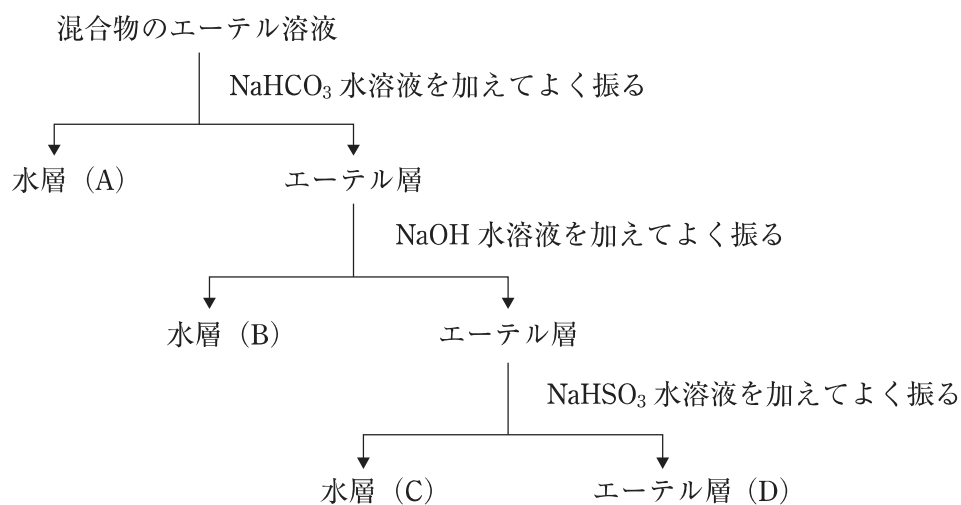 混合物のエーテル溶液
NaHCO₃ 水溶液を加えてよく振る
水層（A）
エーテル層
NaOH 水溶液を加えてよく振る
水層（B）
エーテル層
NaHSO₃ 水溶液を加えてよく振る
水層（C）
エーテル層（D）